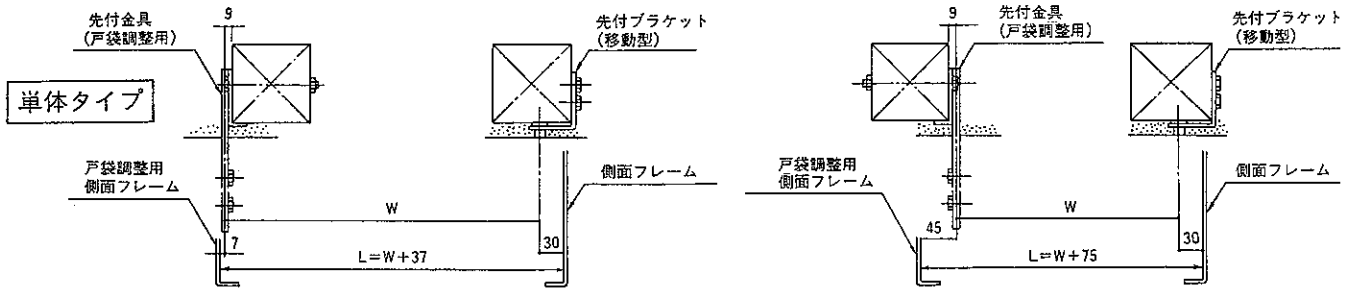 9
先付金具
(戸袋調整用)
先付ブラケット
(移動型)
単体タイプ
戸袋調整用
側面フレーム
側面フレーム
W
7
30
L=W+37
9
先付金具
(戸袋調整用)
先付ブラケット
(移動型)
戸袋調整用
側面フレーム
側面フレーム
W
45
30
L=W+75